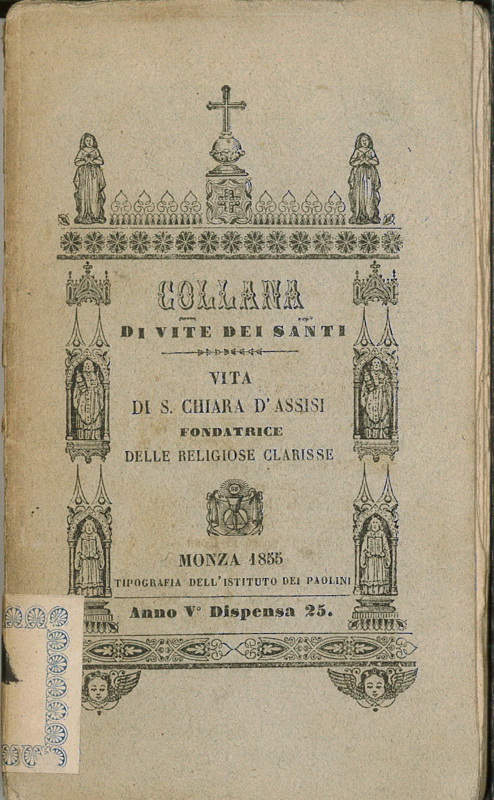 COLLANA
DI VITE DEI SANTI
VITA
DI S. CHIARA D'ASSISI
FONDATRICE
DELLE RELIGIOSE CLARISSE
MONZA 1855
TIPOGRAFIA DELL'ISTITUTO DEI PAOLINI
Anno V° Dispensa 25.